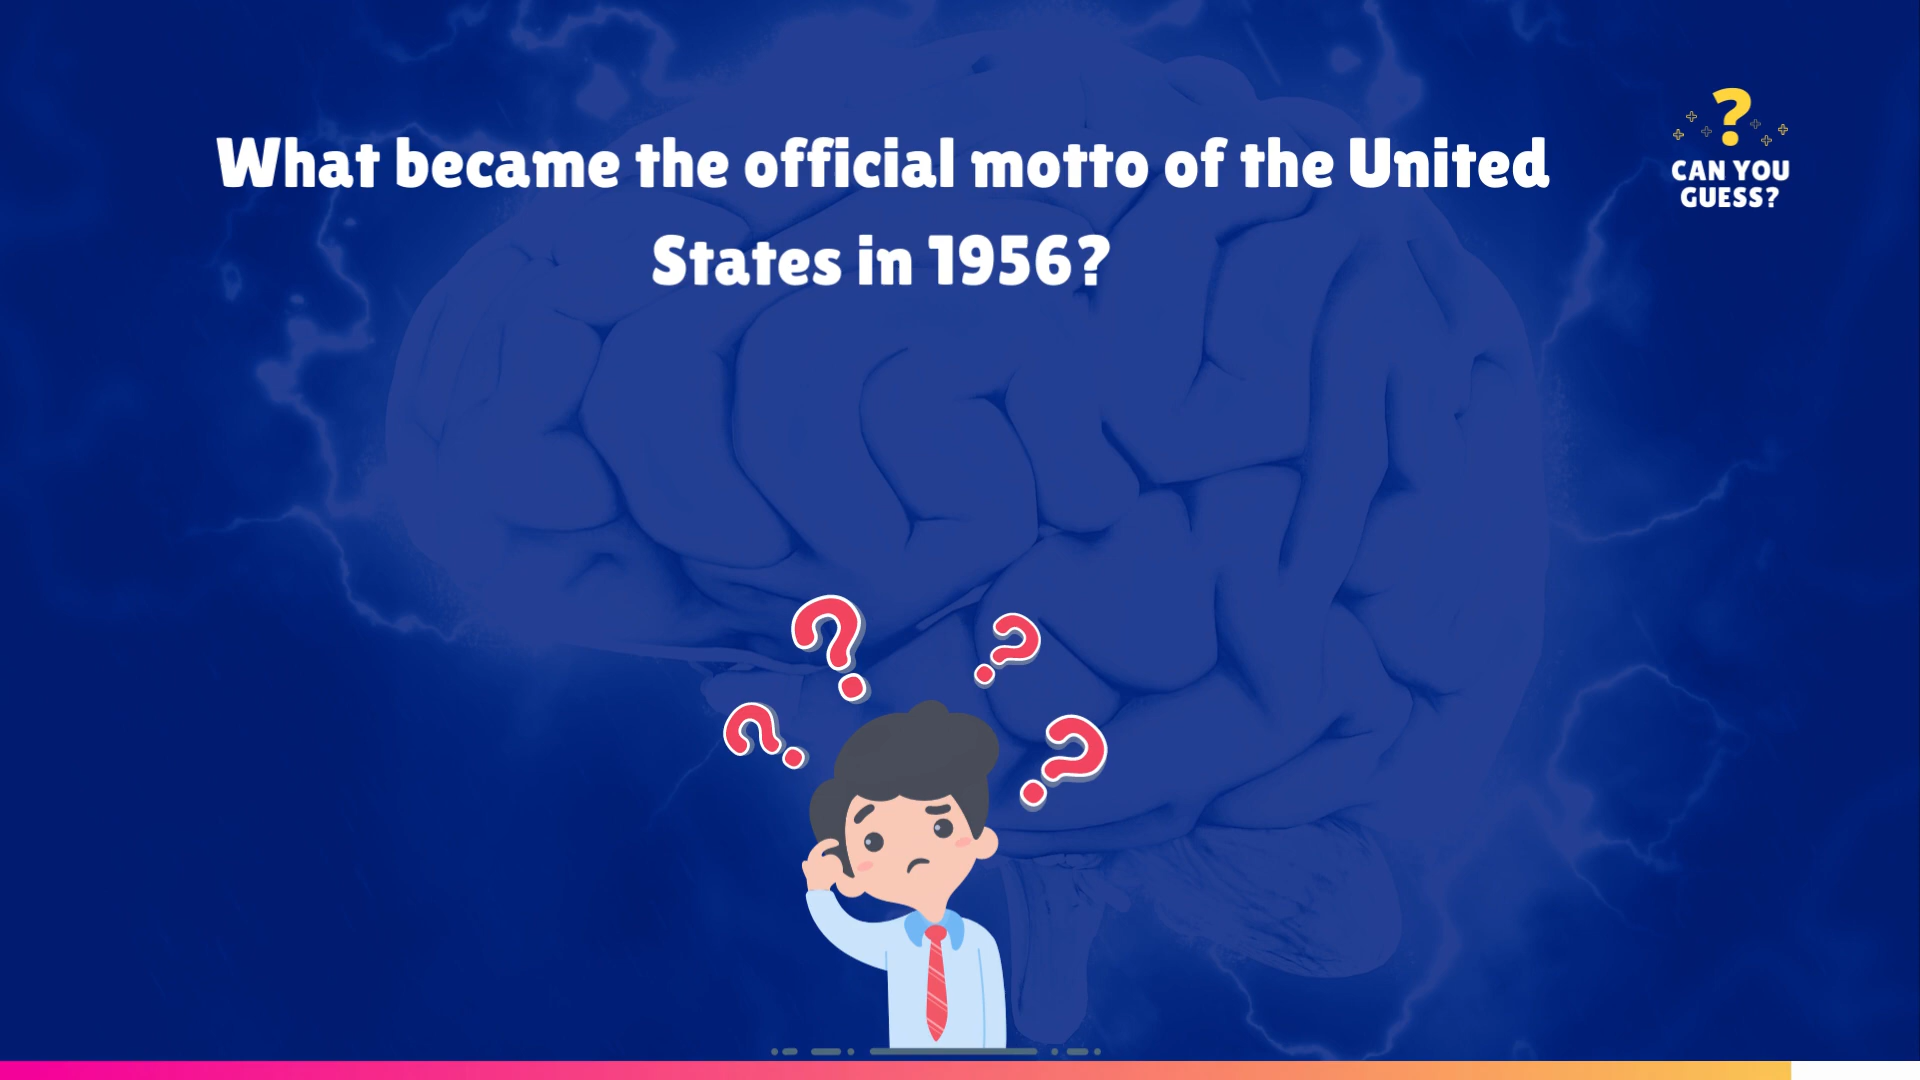 What became the official motto of the United
States in 1956?
?
CAN YOU
GUESS?